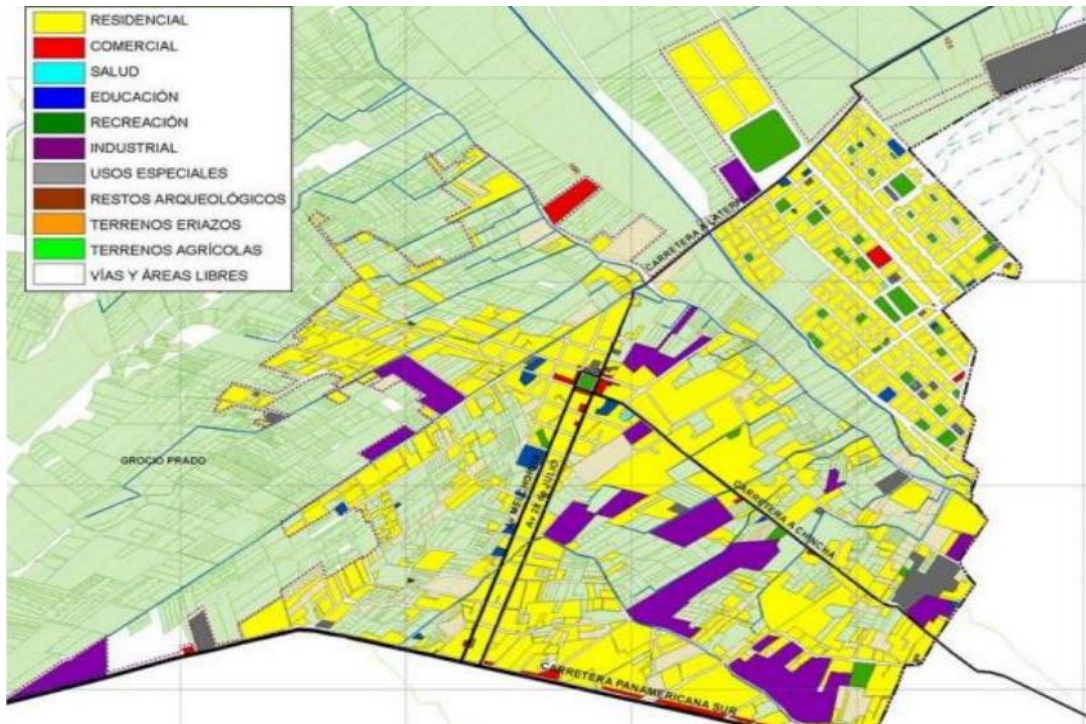 RESIDENCIAL
COMERCIAL
SALUD
EDUCACIÓN
RECREACIÓN
INDUSTRIAL
USOS ESPECIALES
RESTOS ARQUEOLÓGICOS
TERRENOS ERIAZOS
TERRENOS AGRÍCOLAS
VÍAS Y ÁREAS LIBRES
GROCIO PRADO
Av 28 de JULIO
CARRETERA A CHINCHA
CARRETERA PANAMERICANA SUR